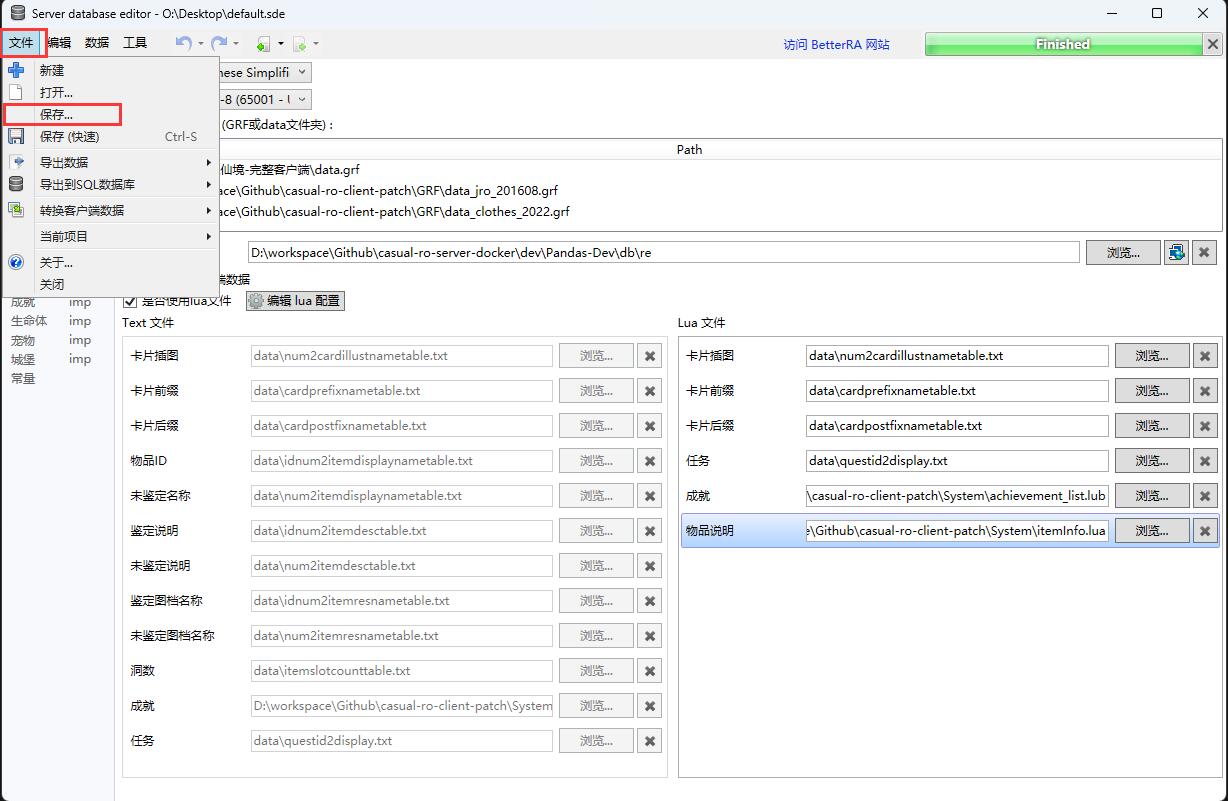 Server database editor - O:\Desktop\default.sde
文件 编辑 数据 工具 访问 BetterRA 网站 Finished
新建
打开...
保存...
保存 (快速) Ctrl-S
导出数据
导出到SQL数据库
转换客户端数据
当前项目
关于...
关闭
nese Simplifi
-8 (65001 - U
(GRF或data文件夹) :
Path
仙境-完整客户端\data.grf
ace\Github\casual-ro-client-patch\GRF\data_jro_201608.grf
ace\Github\casual-ro-client-patch\GRF\data_clothes_2022.grf
D:\workspace\Github\casual-ro-server-docker\dev\Pandas-Dev\db\re 浏览...
端数据
成就 imp
生命体 imp
宠物 imp
城堡 imp
常量
是否使用lua文件 编辑 lua 配置
Text 文件
卡片插图 data\num2cardillustnametable.txt 浏览...
卡片前缀 data\cardprefixnametable.txt 浏览...
卡片后缀 data\cardpostfixnametable.txt 浏览...
物品ID data\idnum2itemdisplaynametable.txt 浏览...
未鉴定名称 data\num2itemdisplaynametable.txt 浏览...
鉴定说明 data\idnum2itemdesctable.txt 浏览...
未鉴定说明 data\num2itemdesctable.txt 浏览...
鉴定图档名称 data\idnum2itemresnametable.txt 浏览...
未鉴定图档名称 data\num2itemresnametable.txt 浏览...
洞数 data\itemslotcounttable.txt 浏览...
成就 D:\workspace\Github\casual-ro-client-patch\System 浏览...
任务 data\questid2display.txt 浏览...
Lua 文件
卡片插图 data\num2cardillustnametable.txt 浏览...
卡片前缀 data\cardprefixnametable.txt 浏览...
卡片后缀 data\cardpostfixnametable.txt 浏览...
任务 data\questid2display.txt 浏览...
成就 \casual-ro-client-patch\System\achievement_list.lub 浏览...
物品说明 e\Github\casual-ro-client-patch\System\itemInfo.lua 浏览...